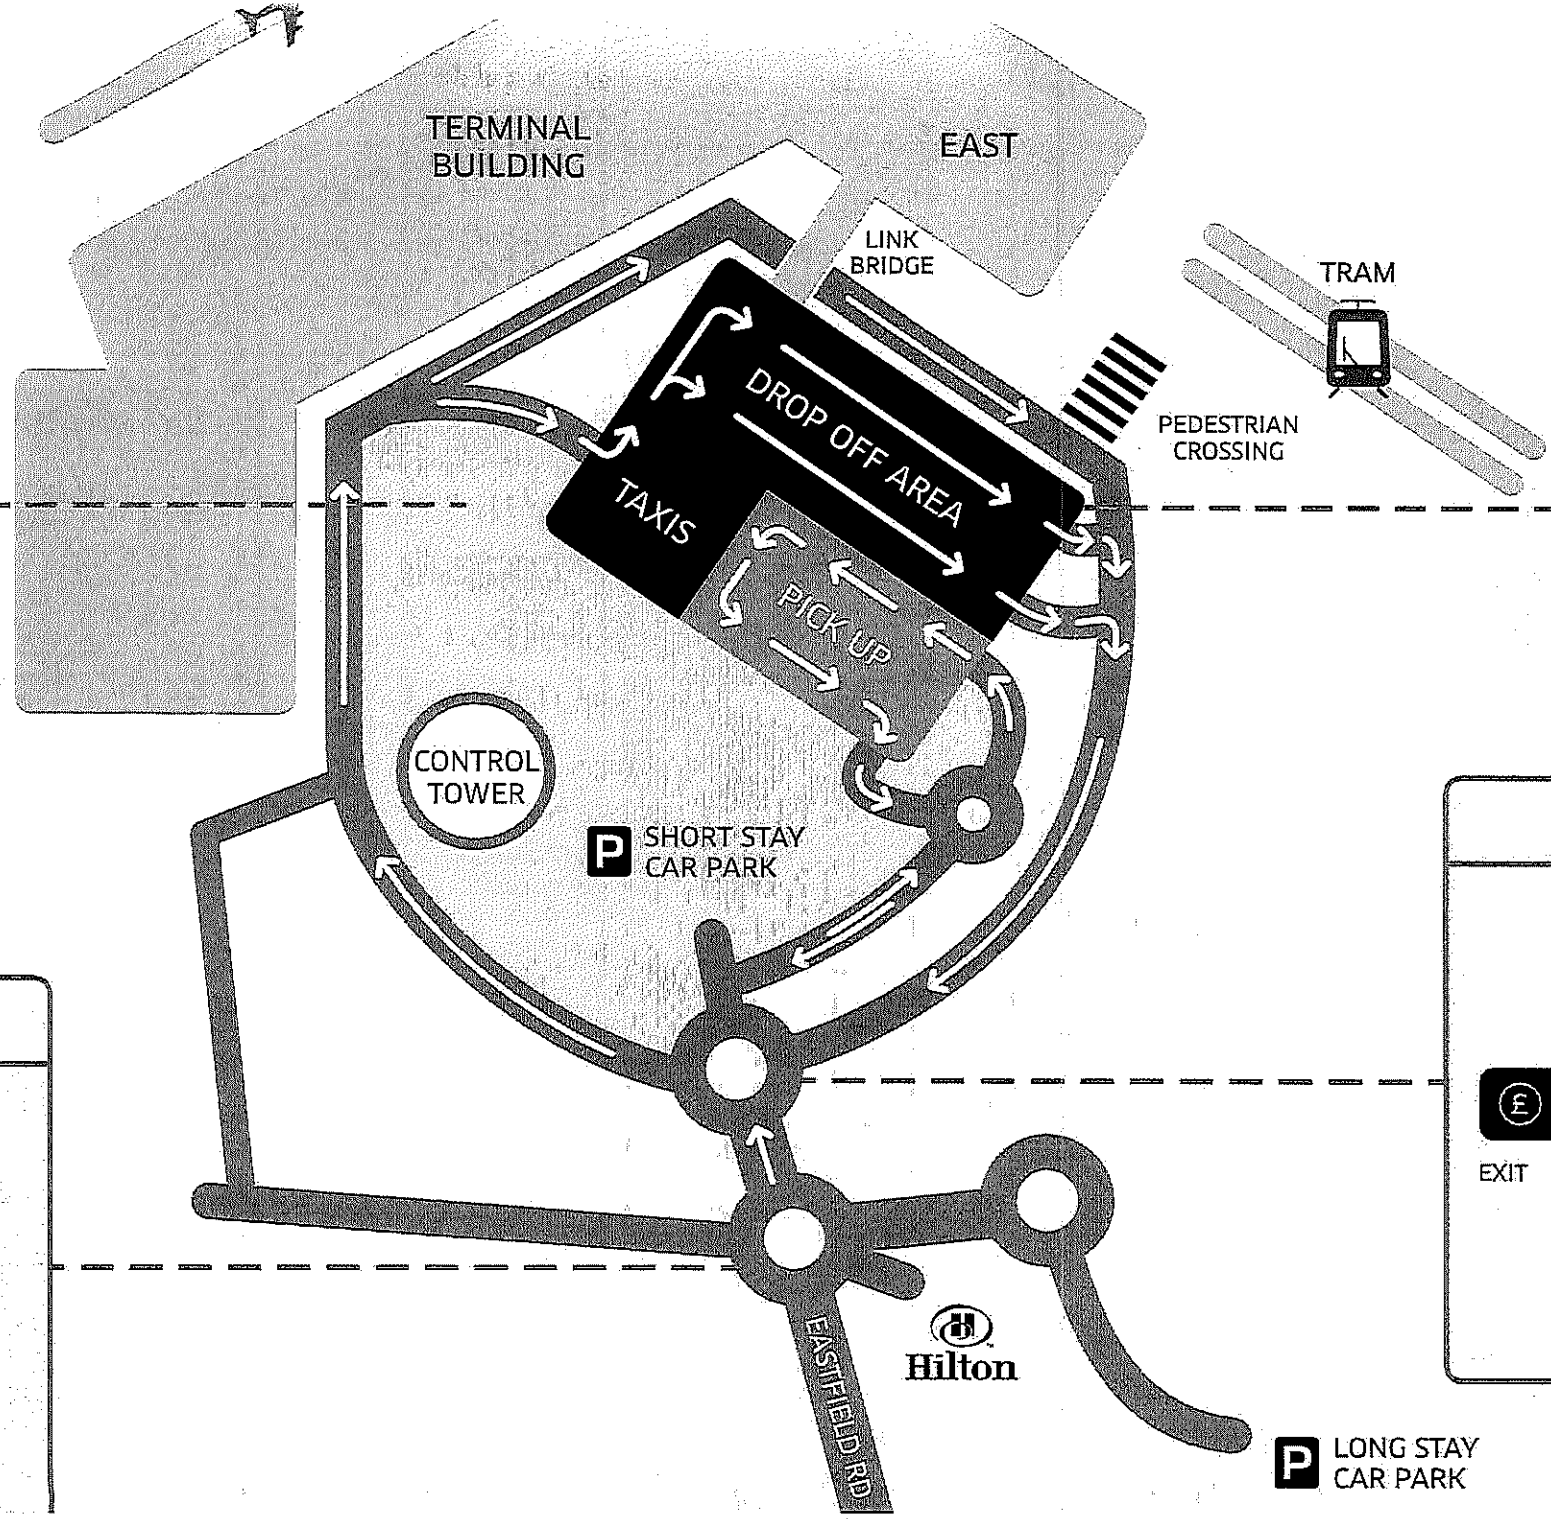 TERMINAL
BUILDING
EAST
LINK
BRIDGE
TRAM
PEDESTRIAN
CROSSING
DROP OFF AREA
TAXIS
PICK UP
CONTROL
TOWER
P SHORT STAY
CAR PARK
£
EXIT
H
Hilton
EASTFIELD RD
P LONG STAY
CAR PARK